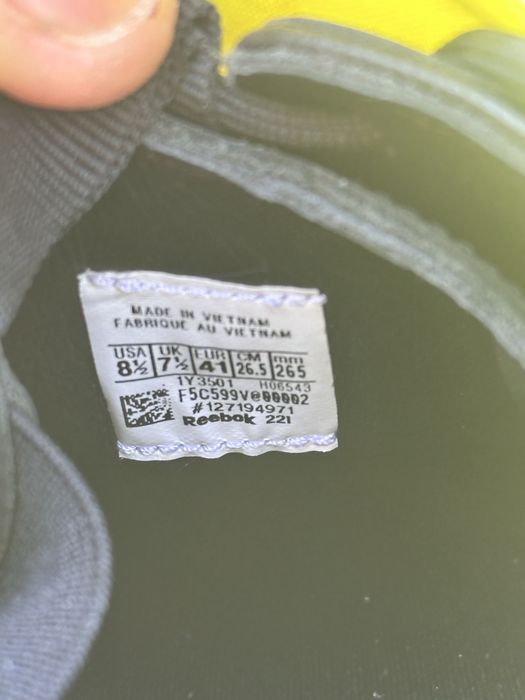 MADE IN VIETNAM
FABRIQUE AU VIETNAM
USA UK EUR CM mm
8½ 7½ 41 26.5 265
1Y3501 H06543
F5C599V@00002
#127194971
Reebok 221